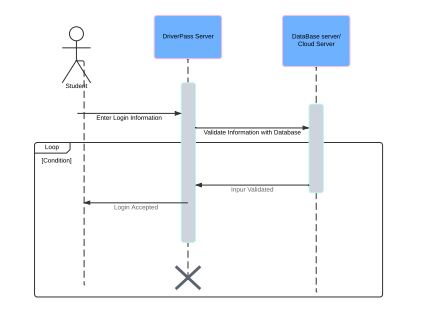 DriverPass Server
DataBase server/
Cloud Server
Student
Enter Login Information
Validate Information with Database
Loop
[Condition]
Inpur Validated
Login Accepted